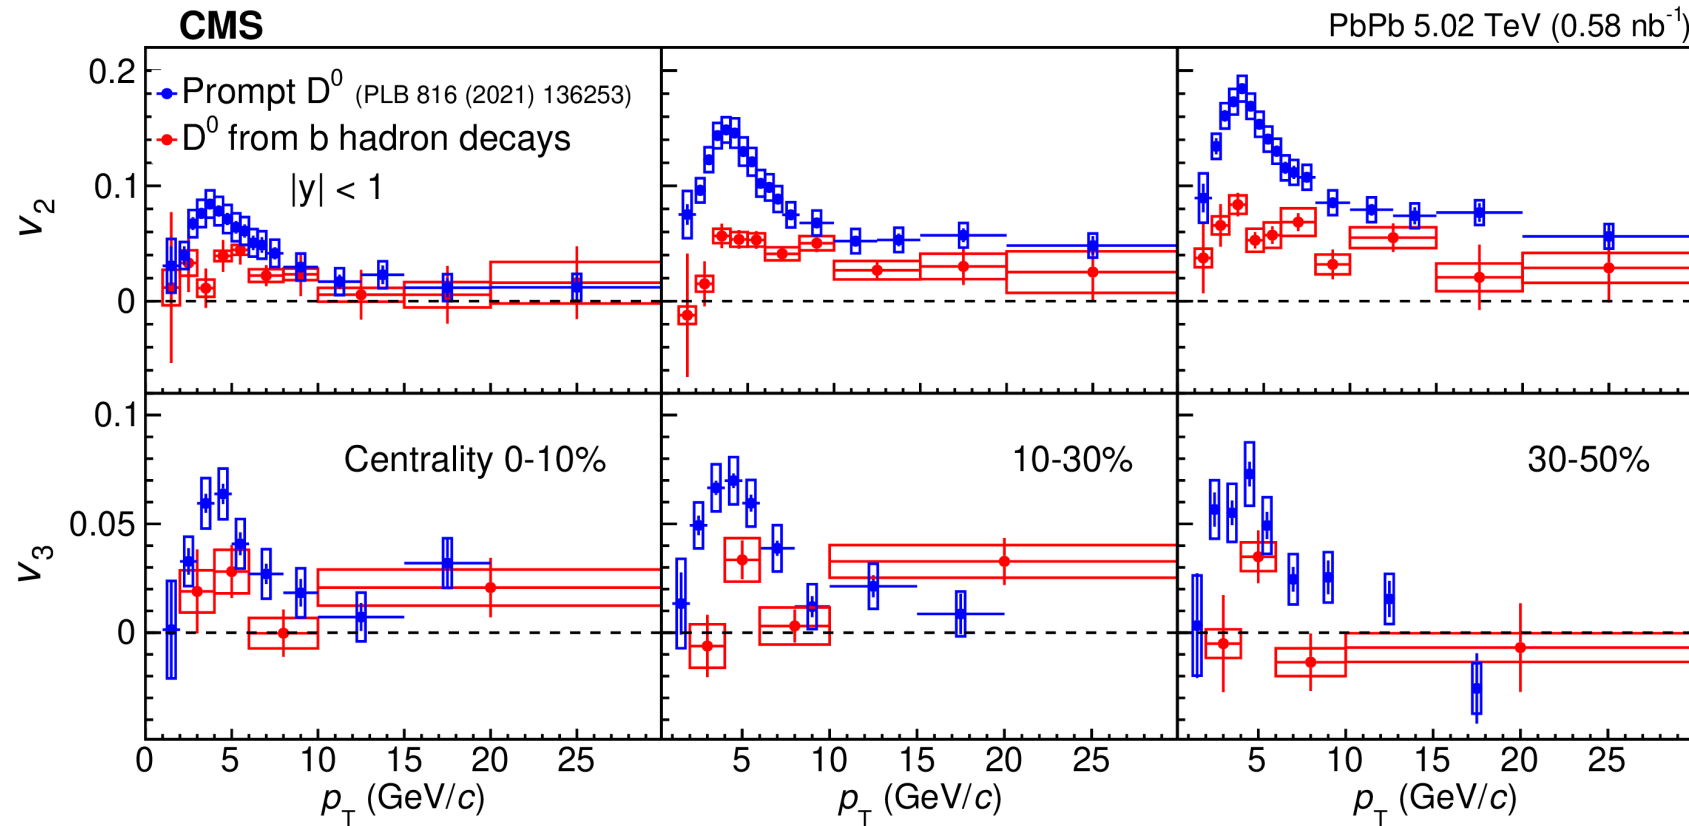 CMS
PbPb 5.02 TeV (0.58 nb⁻¹)
0.2
0.1
0
v₂
Prompt D⁰ (PLB 816 (2021) 136253)
D⁰ from b hadron decays
|y| < 1
0.1
0.05
0
v₃
Centrality 0-10%
10-30%
30-50%
0 5 10 15 20 25
5 10 15 20 25
5 10 15 20 25
p_T (GeV/c)
p_T (GeV/c)
p_T (GeV/c)